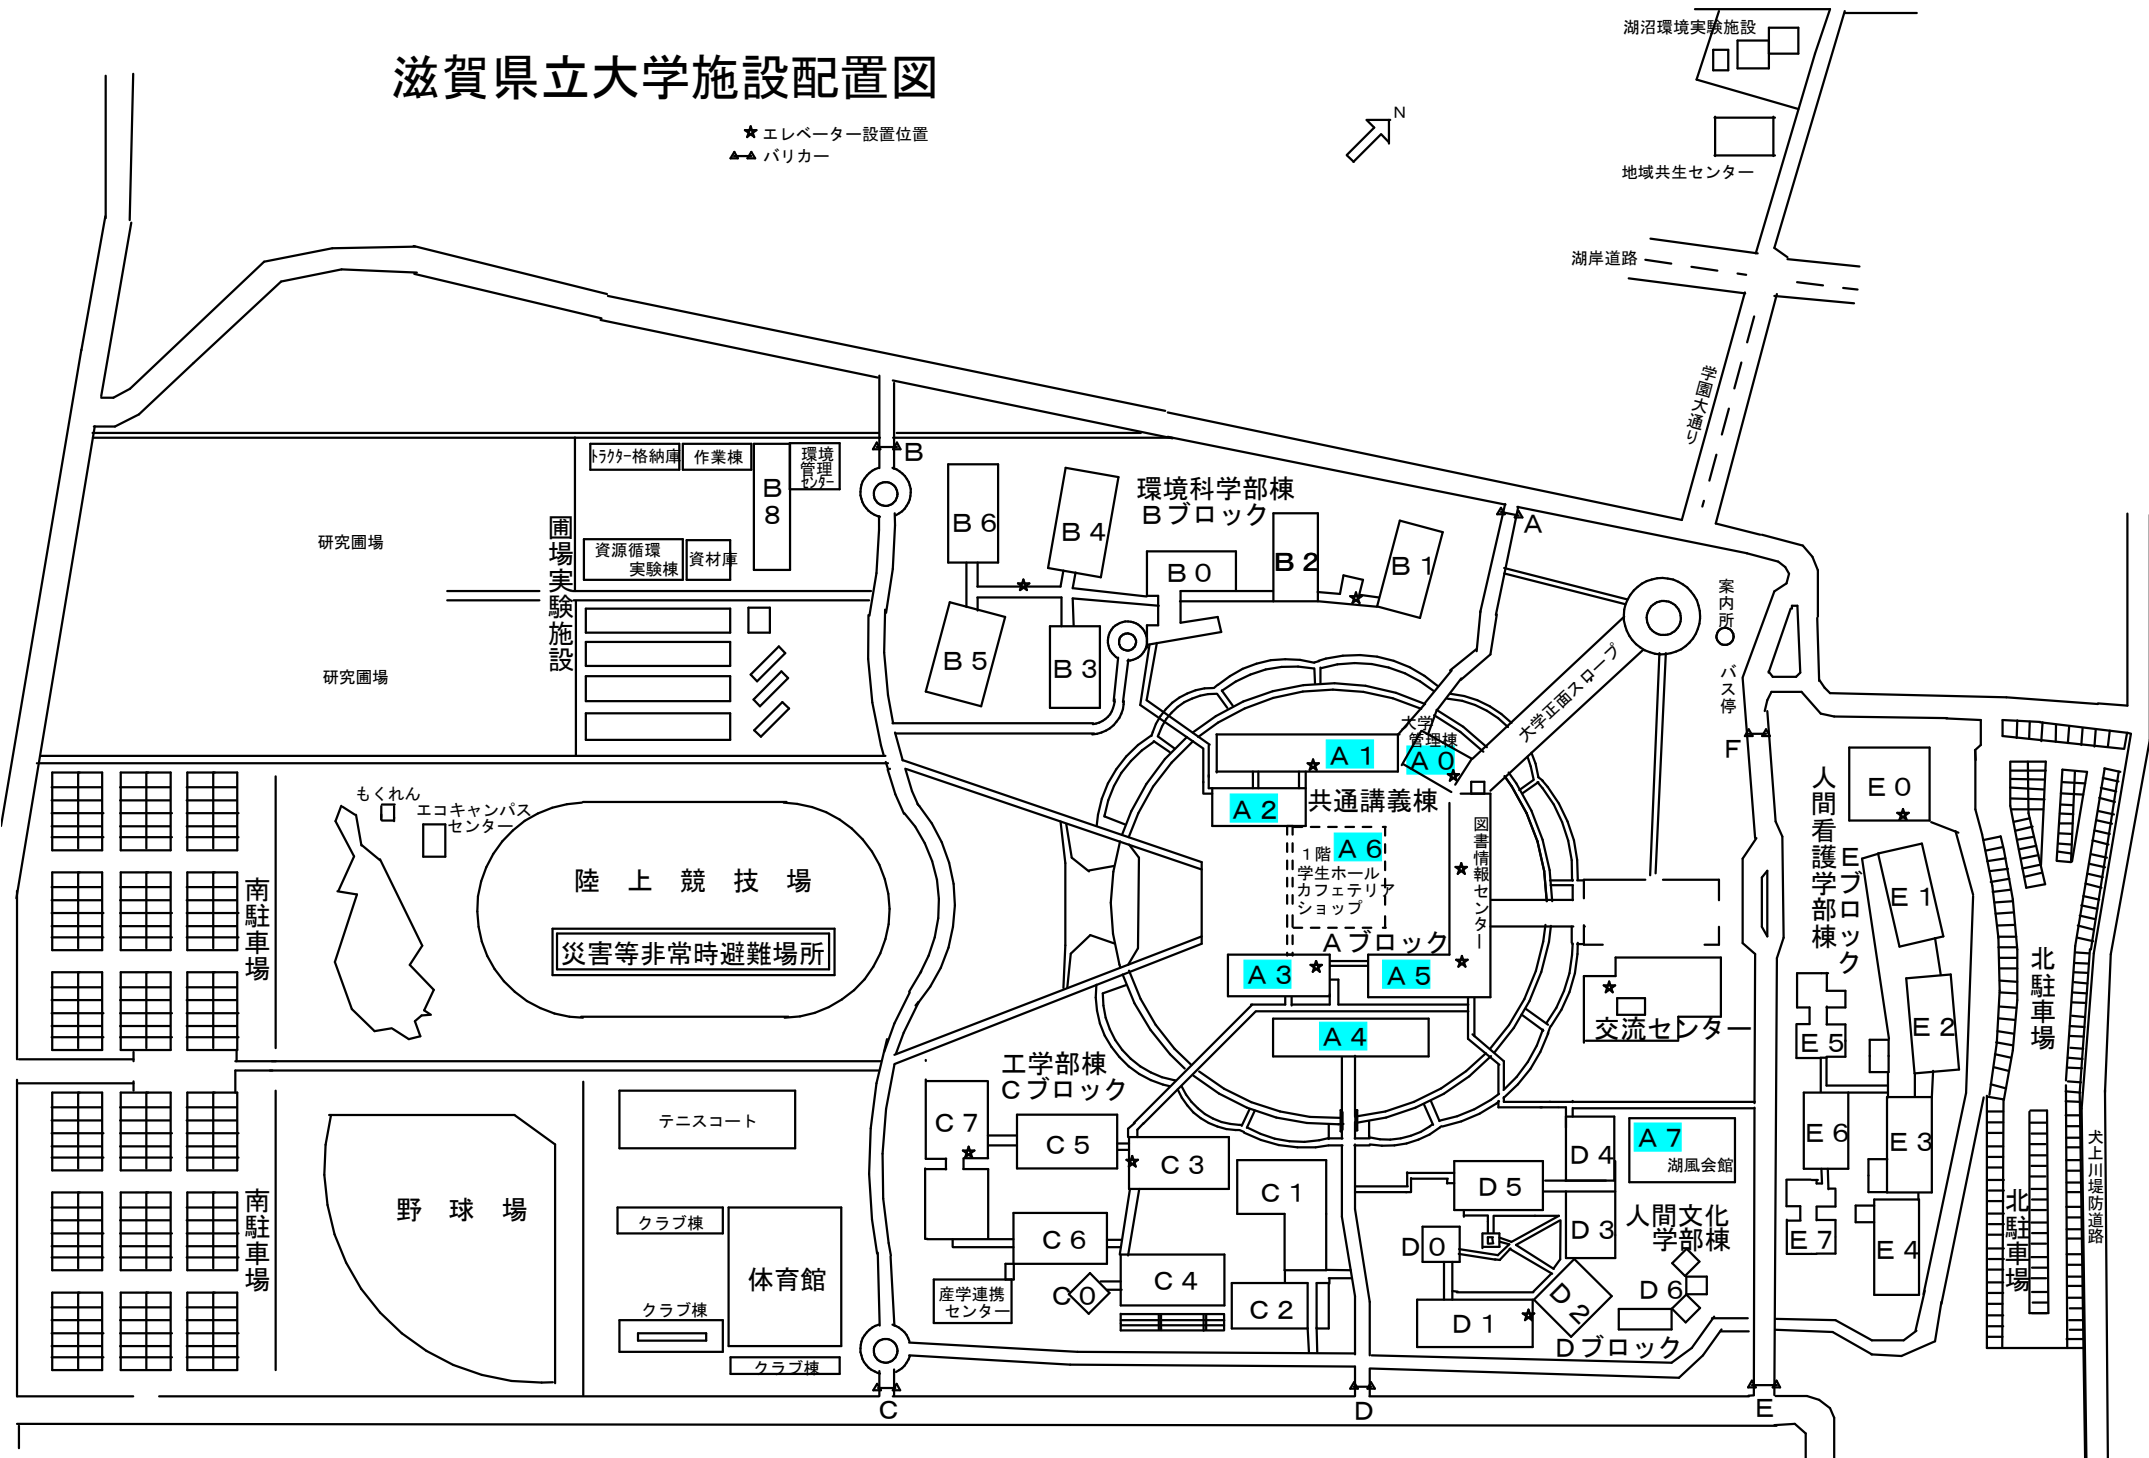 滋賀県立大学施設配置図
★ エレベーター設置位置
バリカー
N
湖沼環境実験施設
地域共生センター
湖岸道路
学園大通り
案内所
バス停
大学正面スロープ
A
B
C
D
E
F
トラクター格納庫
作業棟
B8
環境
管理
センター
資源循環
実験棟
資材庫
圃場実験施設
研究圃場
研究圃場
環境科学部棟
Bブロック
B6
B4
B0
B2
B1
B5
B3
大学
管理棟
A0
A1
A2
共通講義棟
A6
1階
学生ホール
カフェテリア
ショップ
図書情報センター
Aブロック
A3
A5
A4
もくれん
エコキャンパス
センター
陸上競技場
災害等非常時避難場所
南駐車場
南駐車場
野球場
テニスコート
クラブ棟
クラブ棟
クラブ棟
体育館
工学部棟
Cブロック
C7
C5
C3
C1
C6
C4
C0
C2
産学連携
センター
交流センター
A7
湖風会館
D4
D5
D3
D0
D1
D2
D6
人間文化
学部棟
Dブロック
人間看護学部棟
Eブロック
E0
E1
E2
E5
E6
E3
E7
E4
北駐車場
北駐車場
犬上川堤防道路